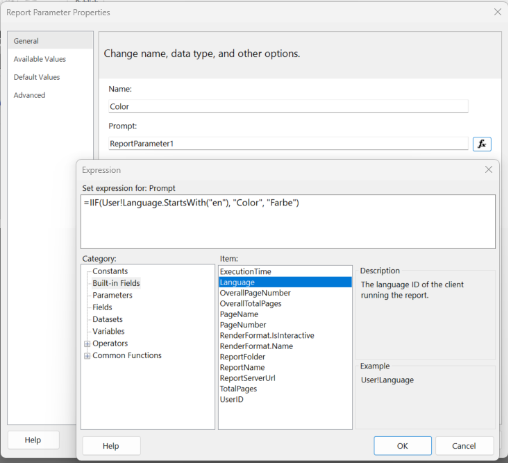 Report Parameter Properties
General
Available Values
Default Values
Advanced
Change name, data type, and other options.
Name:
Color
Prompt:
ReportParameter1
fx
Expression
Set expression for: Prompt
=IIF(User!Language.StartsWith("en"), "Color", "Farbe")
Category:
Constants
Built-in Fields
Parameters
Fields
Datasets
Variables
Operators
Common Functions
Item:
ExecutionTime
Language
OverallPageNumber
OverallTotalPages
PageName
PageNumber
RenderFormat.IsInteractive
RenderFormat.Name
ReportFolder
ReportName
ReportServerUrl
TotalPages
UserID
Description
The language ID of the client
running the report.
Example
User!Language
Help
Help
OK
Cancel